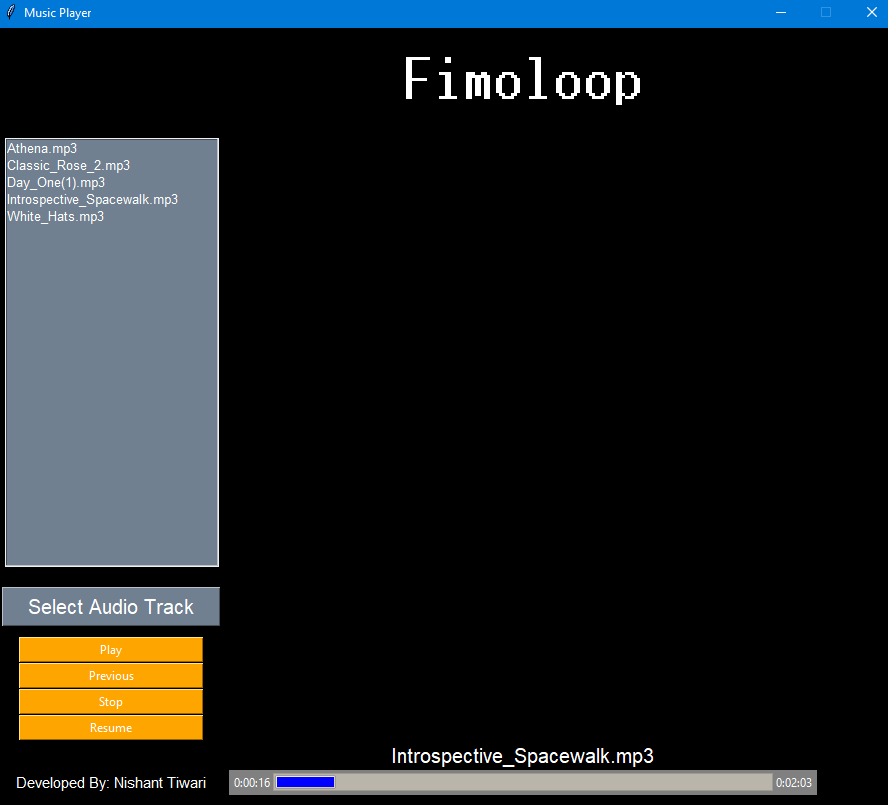 Music Player
Fimoloop
Athena.mp3
Classic_Rose_2.mp3
Day_One(1).mp3
Introspective_Spacewalk.mp3
White_Hats.mp3
Select Audio Track
Play
Previous
Stop
Resume
Introspective_Spacewalk.mp3
Developed By: Nishant Tiwari
0:00:16 0:02:03